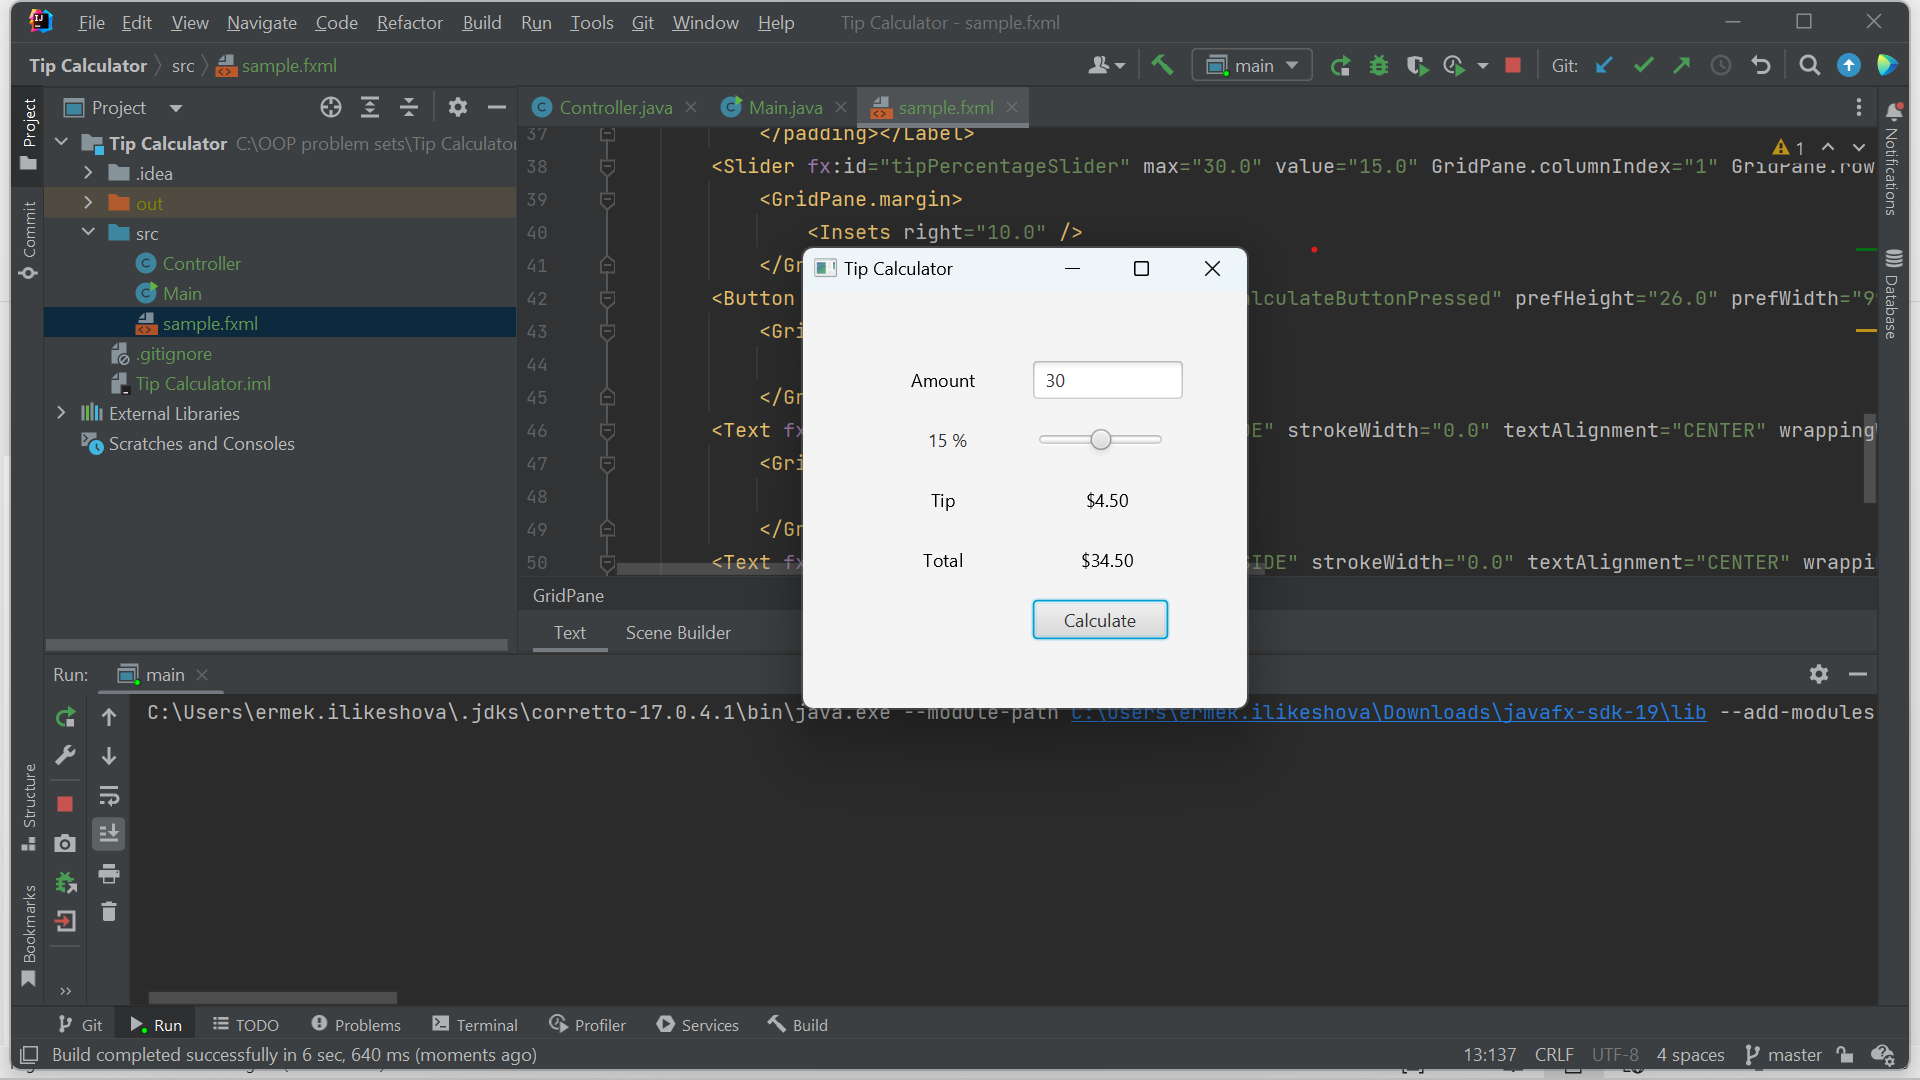 File Edit View Navigate Code Refactor Build Run Tools Git Window Help Tip Calculator - sample.fxml
Tip Calculator src sample.fxml main Git:
Project
Controller.java Main.java sample.fxml
Tip Calculator C:\OOP problem sets\Tip Calculator
.idea
out
src
Controller
Main
sample.fxml
.gitignore
Tip Calculator.iml
External Libraries
Scratches and Consoles
Project
Commit
Structure
Bookmarks
37 </padding></Label>
38 <Slider fx:id="tipPercentageSlider" max="30.0" value="15.0" GridPane.columnIndex="1" GridPane.row
39 <GridPane.margin>
40 <Insets right="10.0" />
41 </Gr
42 <Button lculateButtonPressed" prefHeight="26.0" prefWidth="9
43 <Gri
44
45 </Gr
46 <Text fx DE" strokeWidth="0.0" textAlignment="CENTER" wrapping
47 <Gri
48
49 </Gr
50 <Text fx SIDE" strokeWidth="0.0" textAlignment="CENTER" wrappi
1
Notifications
Database
GridPane
Text Scene Builder
Tip Calculator
Amount 30
15 %
Tip $4.50
Total $34.50
Calculate
Run: main
C:\Users\ermek.ilikeshova\.jdks\corretto-17.0.4.1\bin\java.exe --module-path C:\Users\ermek.ilikeshova\Downloads\javafx-sdk-19\lib --add-modules
Git Run TODO Problems Terminal Profiler Services Build
Build completed successfully in 6 sec, 640 ms (moments ago) 13:137 CRLF UTF-8 4 spaces master